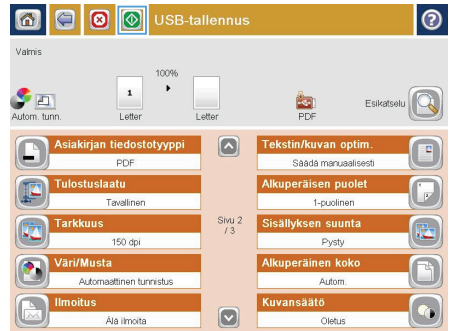 USB-tallennus
Valmis
100%
1
Autom. tunn.
Letter
Letter
PDF
Esikatselu
Asiakirjan tiedostotyyppi
PDF
Tekstin/kuvan optim.
Säädä manuaalisesti
Tulostuslaatu
Tavallinen
Alkuperäisen puolet
1-puolinen
Tarkkuus
150 dpi
Sivu 2
/ 3
Sisällyksen suunta
Pysty
Väri/Musta
Automaattinen tunnistus
Alkuperäinen koko
Autom.
Ilmoitus
Älä ilmoita
Kuvansäätö
Oletus